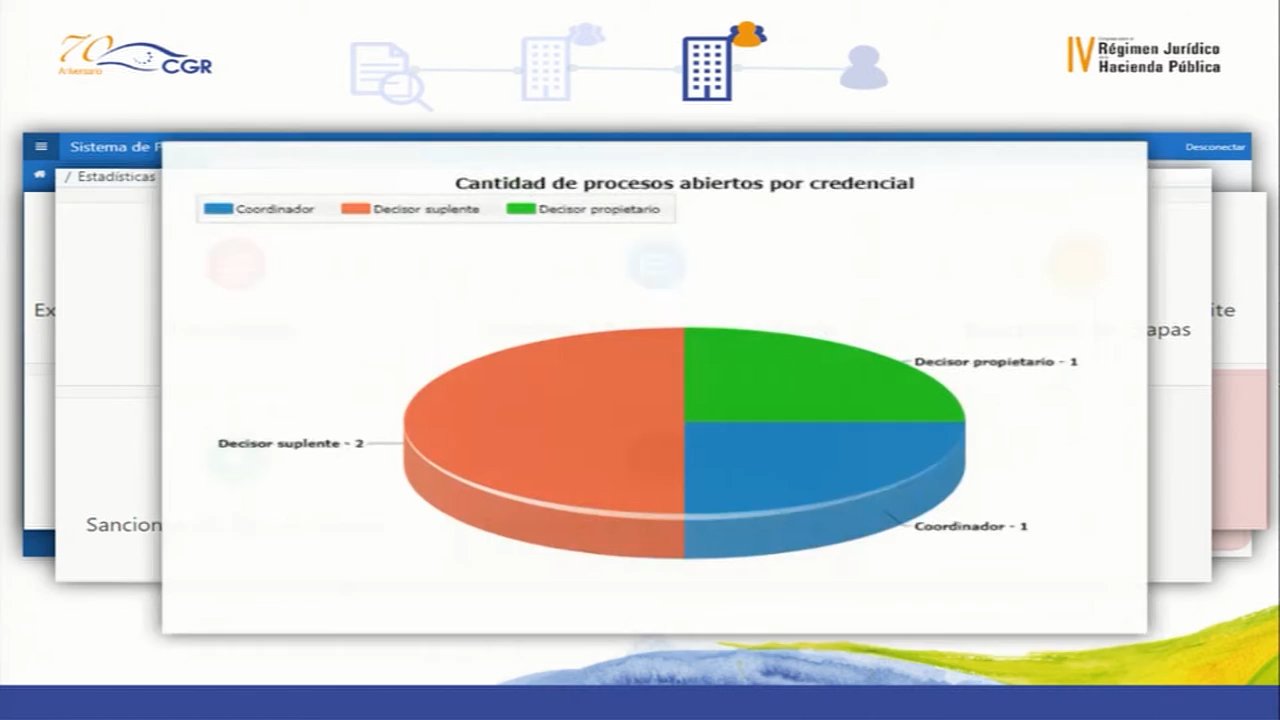 70
Aniversario
CGR
IV
Régimen Jurídico
Hacienda Pública
Sistema de P
Desconectar
/ Estadísticas
Cantidad de procesos abiertos por credencial
Coordinador
Decisor suplente
Decisor propietario
Ex
ite
apas
Decisor propietario - 1
Decisor suplente - 2
Sancion
Coordinador - 1